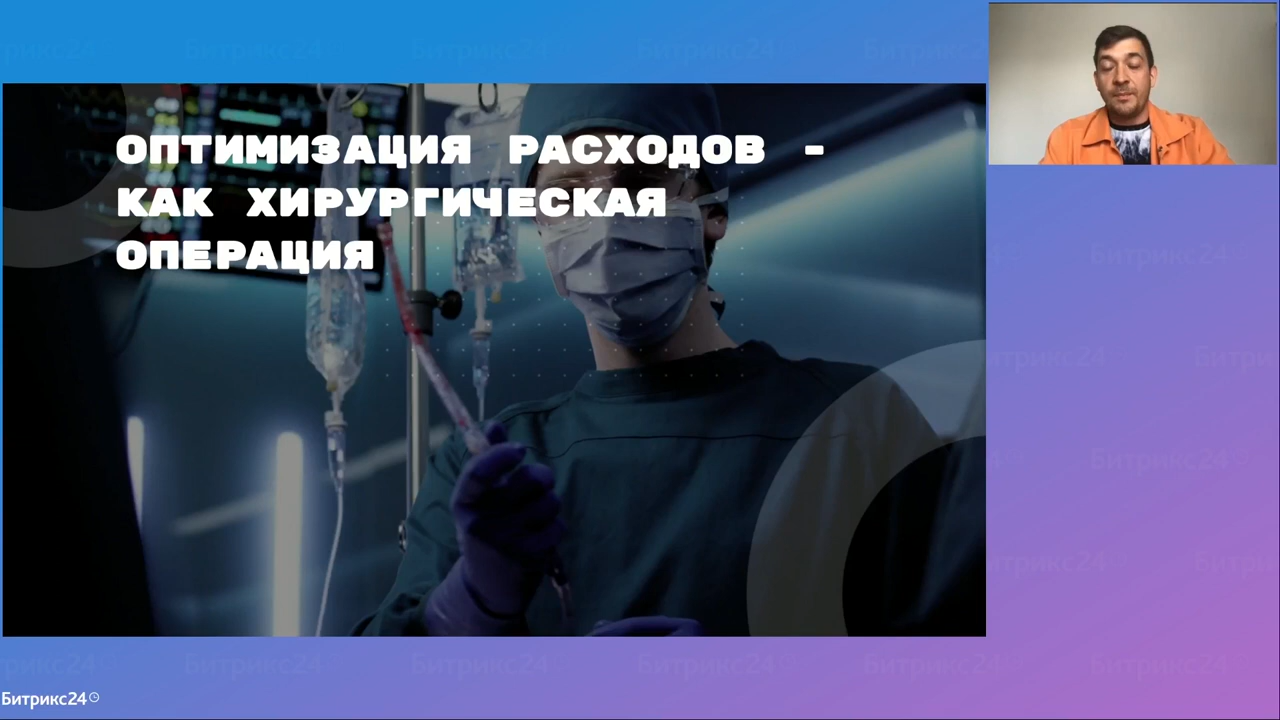 ОПТИМИЗАЦИЯ РАСХОДОВ -
КАК ХИРУРГИЧЕСКАЯ
ОПЕРАЦИЯ
Битрикс24